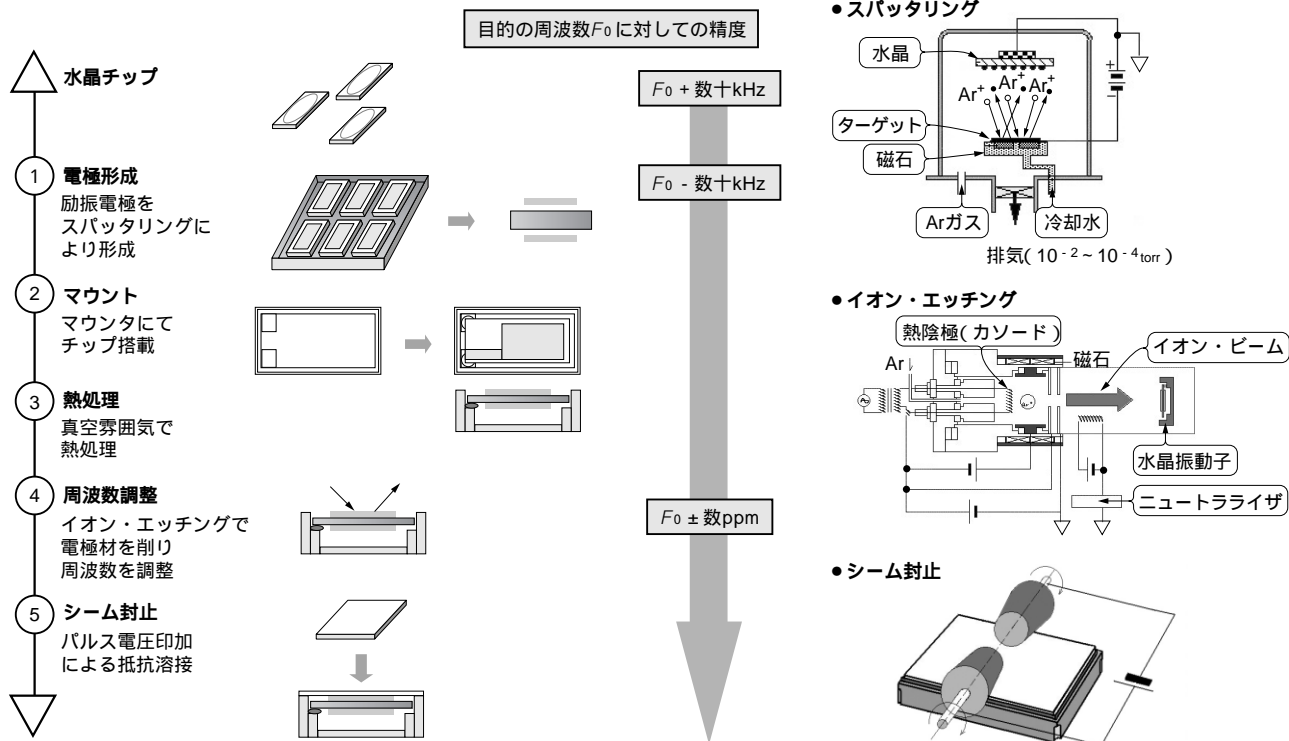 目的の周波数F0に対しての精度
水晶チップ
F0 + 数十kHz
1
電極形成
励振電極を
スパッタリングに
より形成
F0 - 数十kHz
2
マウント
マウンタにて
チップ搭載
3
熱処理
真空雰囲気で
熱処理
4
周波数調整
イオン・エッチングで
電極材を削り
周波数を調整
F0 ± 数ppm
5
シーム封止
パルス電圧印加
による抵抗溶接
●スパッタリング
水晶
+
−
Ar+ Ar+ Ar+
ターゲット
磁石
Arガス
冷却水
排気( 10-2 ~ 10-4 torr )
●イオン・エッチング
熱陰極( カソード )
Ar
磁石
イオン・ビーム
水晶振動子
ニュートラライザ
●シーム封止